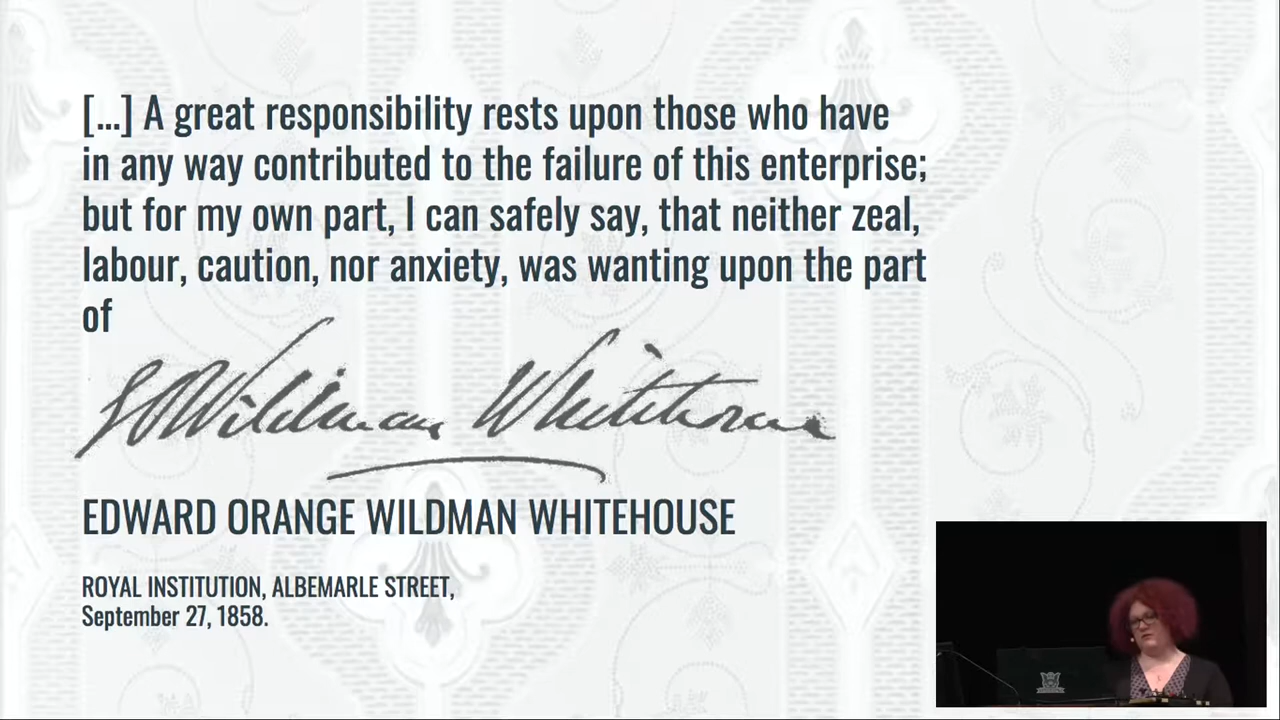 [...] A great responsibility rests upon those who have
in any way contributed to the failure of this enterprise;
but for my own part, I can safely say, that neither zeal,
labour, caution, nor anxiety, was wanting upon the part
of
EOWildman Whitehouse
EDWARD ORANGE WILDMAN WHITEHOUSE
ROYAL INSTITUTION, ALBEMARLE STREET,
September 27, 1858.